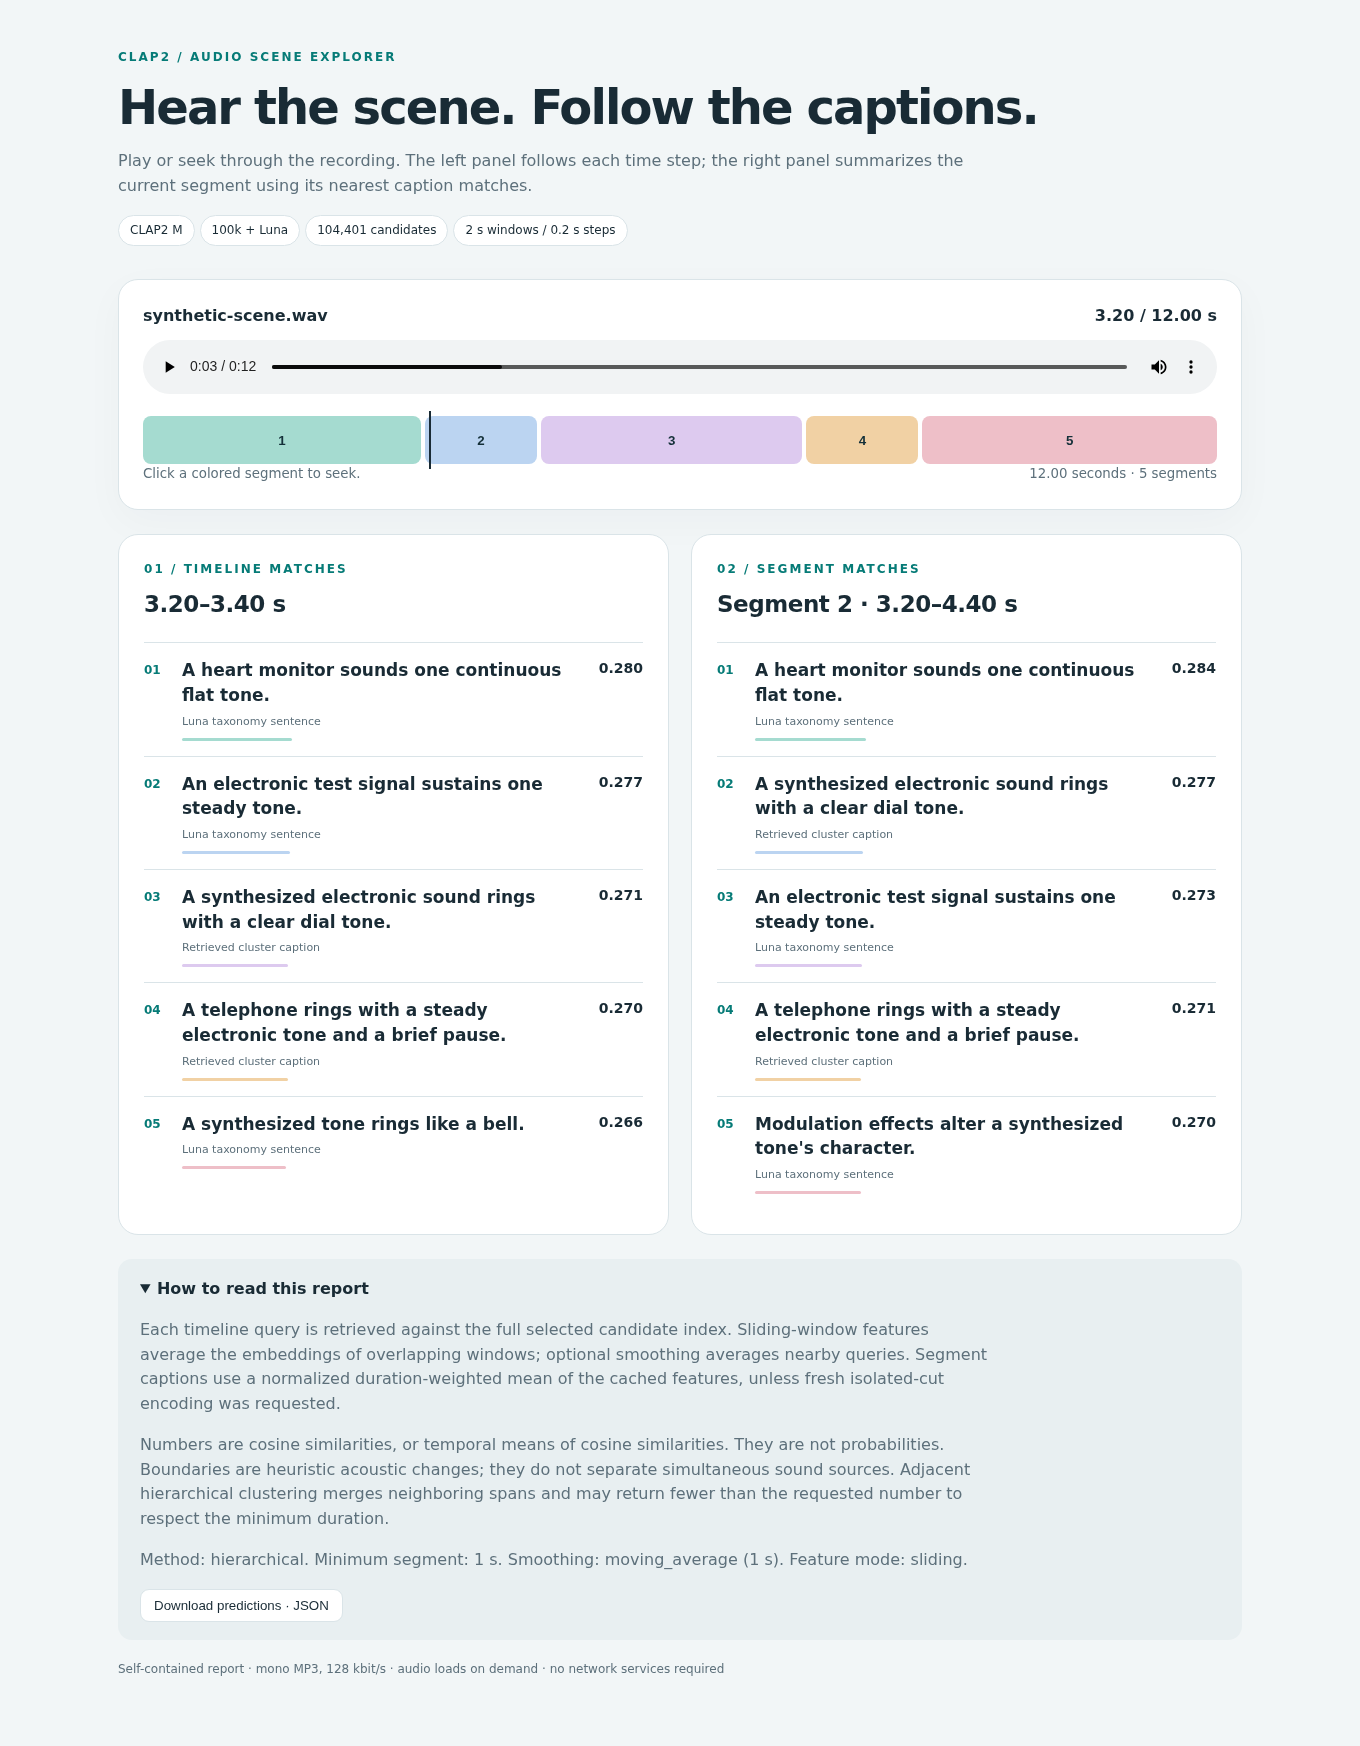 CLAP2 / AUDIO SCENE EXPLORER
Hear the scene. Follow the captions.
Play or seek through the recording. The left panel follows each time step; the right panel summarizes the
current segment using its nearest caption matches.
CLAP2 M
100k + Luna
104,401 candidates
2 s windows / 0.2 s steps
synthetic-scene.wav
3.20 / 12.00 s
0:03 / 0:12
1
2
3
4
5
Click a colored segment to seek.
12.00 seconds · 5 segments
01 / TIMELINE MATCHES
3.20–3.40 s
01
A heart monitor sounds one continuous
flat tone.
0.280
Luna taxonomy sentence
02
An electronic test signal sustains one
steady tone.
0.277
Luna taxonomy sentence
03
A synthesized electronic sound rings
with a clear dial tone.
0.271
Retrieved cluster caption
04
A telephone rings with a steady
electronic tone and a brief pause.
0.270
Retrieved cluster caption
05
A synthesized tone rings like a bell.
0.266
Luna taxonomy sentence
02 / SEGMENT MATCHES
Segment 2 · 3.20–4.40 s
01
A heart monitor sounds one continuous
flat tone.
0.284
Luna taxonomy sentence
02
A synthesized electronic sound rings
with a clear dial tone.
0.277
Retrieved cluster caption
03
An electronic test signal sustains one
steady tone.
0.273
Luna taxonomy sentence
04
A telephone rings with a steady
electronic tone and a brief pause.
0.271
Retrieved cluster caption
05
Modulation effects alter a synthesized
tone's character.
0.270
Luna taxonomy sentence
▼ How to read this report
Each timeline query is retrieved against the full selected candidate index. Sliding-window features
average the embeddings of overlapping windows; optional smoothing averages nearby queries. Segment
captions use a normalized duration-weighted mean of the cached features, unless fresh isolated-cut
encoding was requested.
Numbers are cosine similarities, or temporal means of cosine similarities. They are not probabilities.
Boundaries are heuristic acoustic changes; they do not separate simultaneous sound sources. Adjacent
hierarchical clustering merges neighboring spans and may return fewer than the requested number to
respect the minimum duration.
Method: hierarchical. Minimum segment: 1 s. Smoothing: moving_average (1 s). Feature mode: sliding.
Download predictions · JSON
Self-contained report · mono MP3, 128 kbit/s · audio loads on demand · no network services required